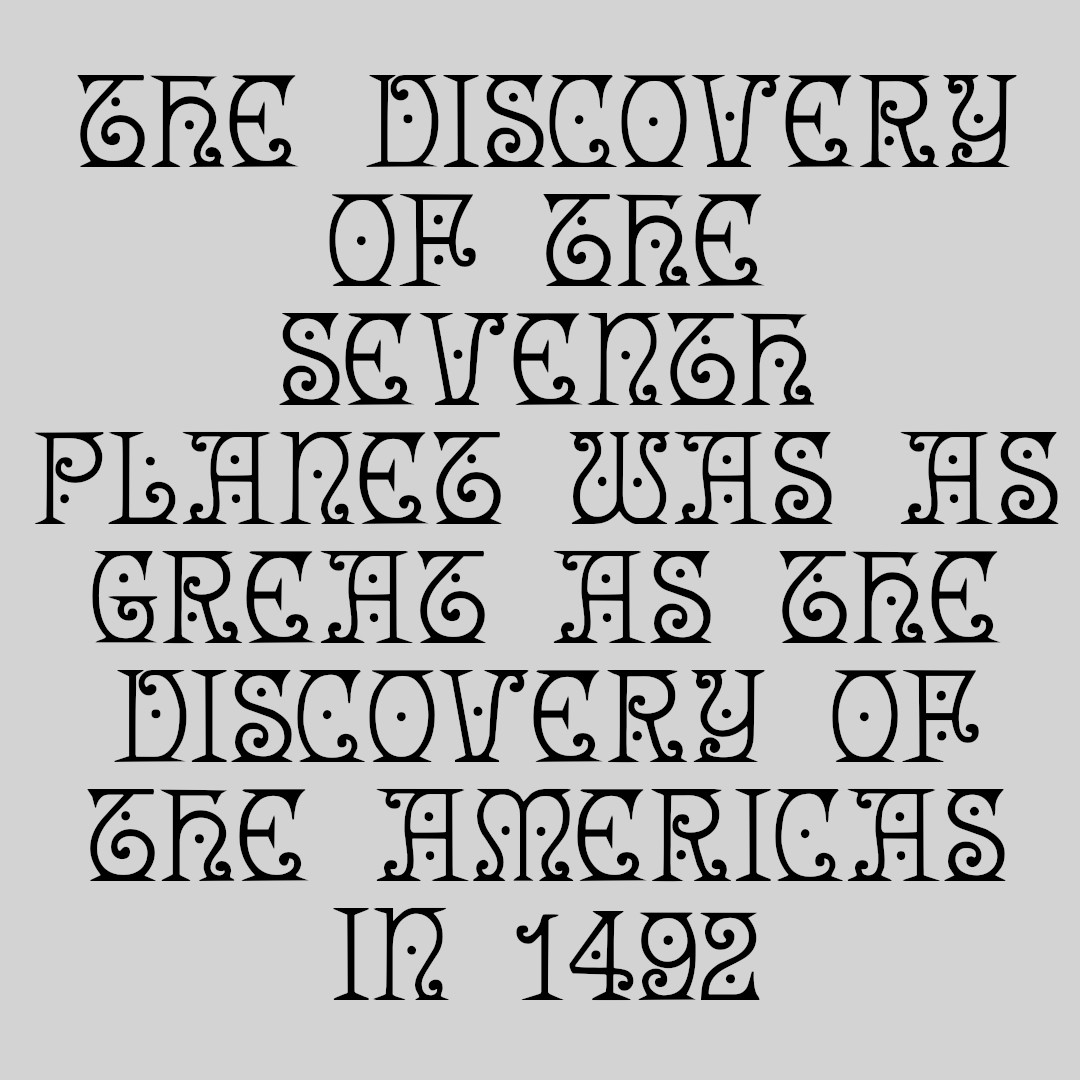 THE DISCOVERY
OF THE
SEVENTH
PLANET WAS AS
GREAT AS THE
DISCOVERY OF
THE AMERICAS
IN 1492